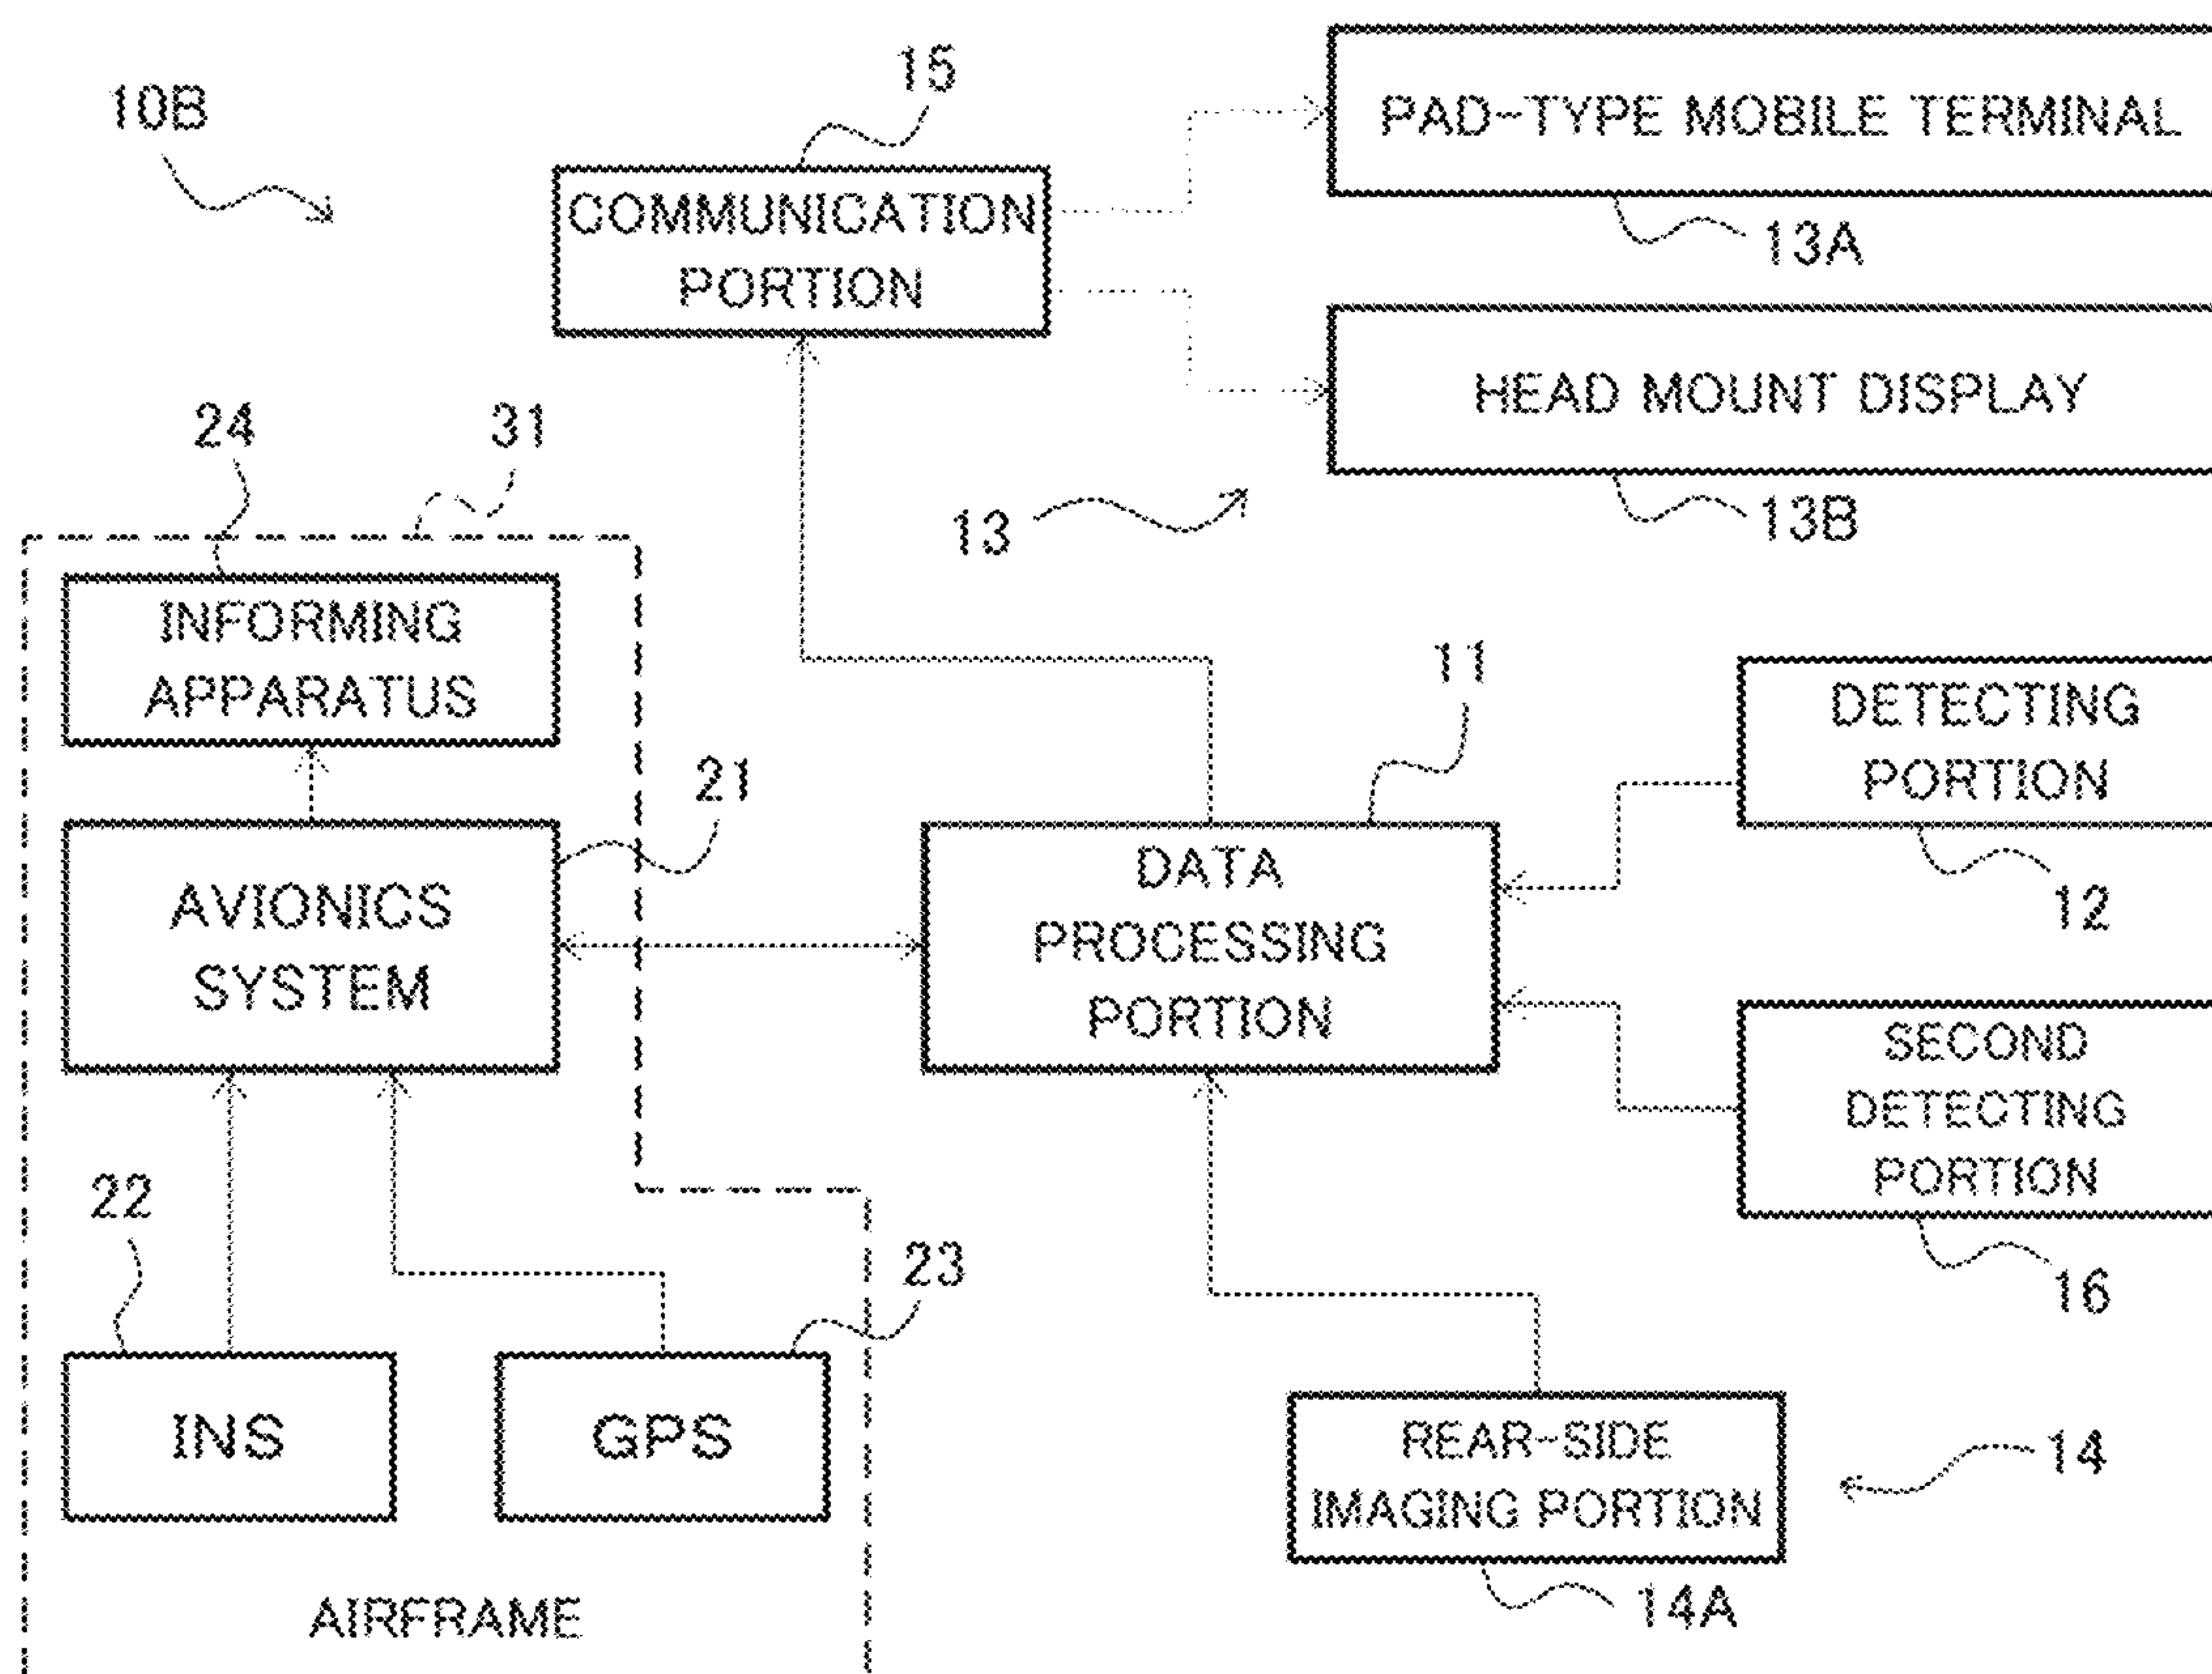 10B
15
COMMUNICATION
PORTION
PAD-TYPE MOBILE TERMINAL
13A
HEAD MOUNT DISPLAY
13B
13
24
31
INFORMING
APPARATUS
21
AVIONICS
SYSTEM
11
DATA
PROCESSING
PORTION
DETECTING
PORTION
12
SECOND
DETECTING
PORTION
16
22
23
INS
GPS
AIRFRAME
REAR-SIDE
IMAGING PORTION
14
14A